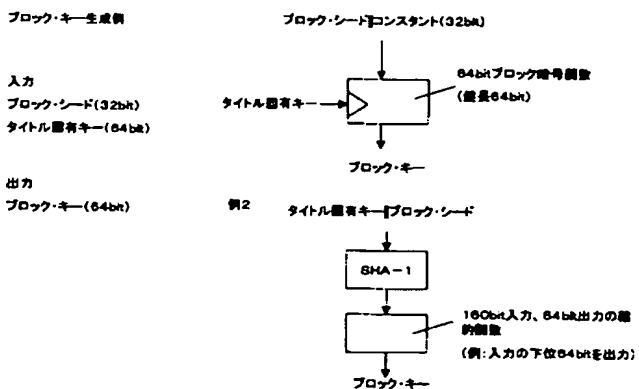 ブロック・キー生成例
ブロック・シード||コンスタント(32bit)
入力
ブロック・シード(32bit)
タイトル固有キー(64bit)
タイトル固有キー
64bitブロック暗号関数
(鍵長64bit)
ブロック・キー
出力
ブロック・キー(64bit)
例2
タイトル固有キー||ブロック・シード
SHA-1
160bit入力、64bit出力の縮
約関数
(例:入力の下位64bitを出力)
ブロック・キー